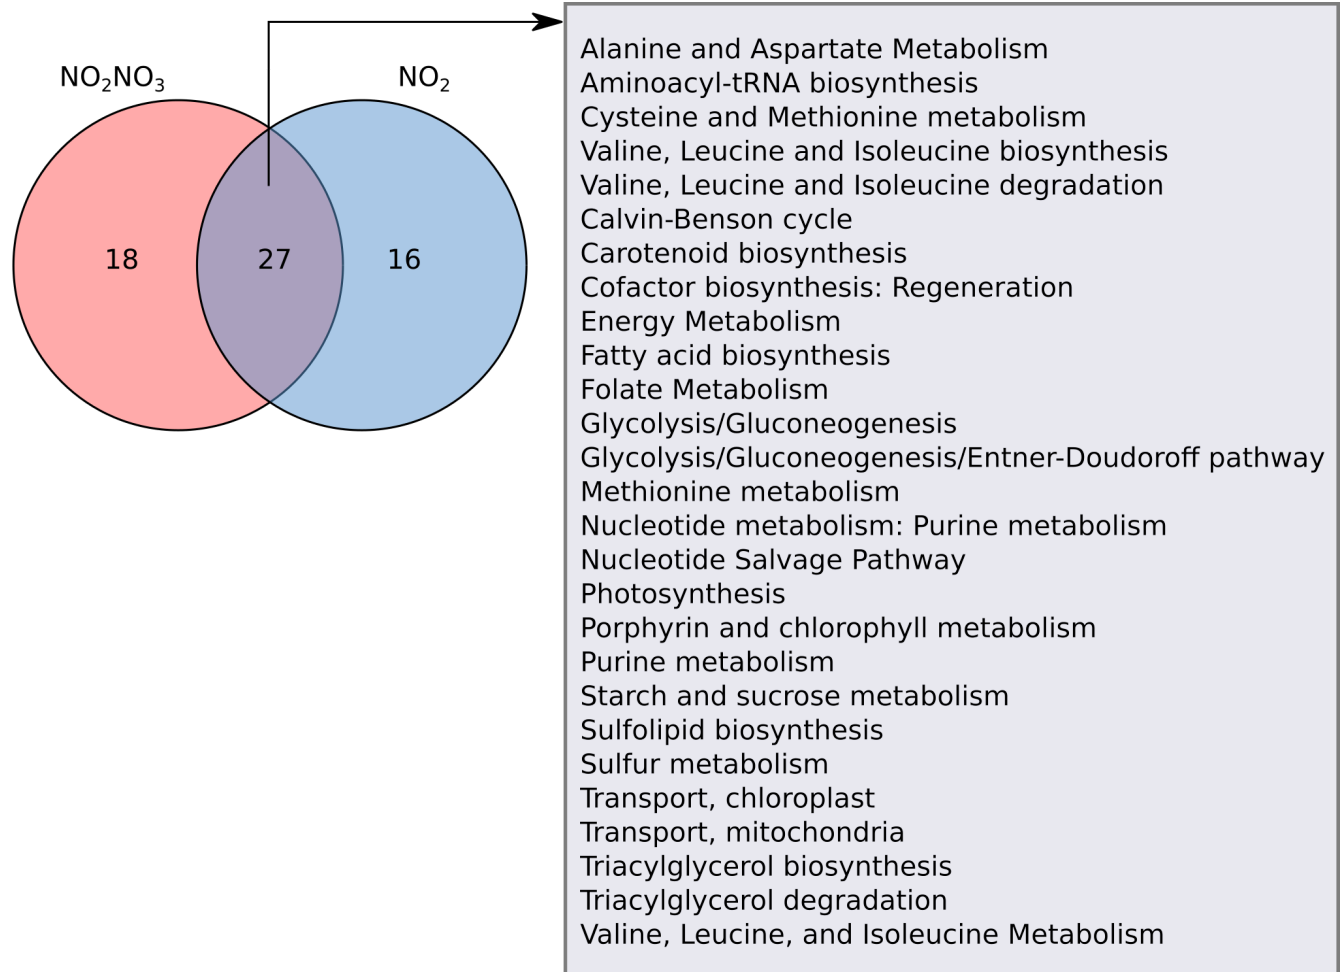 NO₂NO₃
NO₂
18
27
16
Alanine and Aspartate Metabolism
Aminoacyl-tRNA biosynthesis
Cysteine and Methionine metabolism
Valine, Leucine and Isoleucine biosynthesis
Valine, Leucine and Isoleucine degradation
Calvin-Benson cycle
Carotenoid biosynthesis
Cofactor biosynthesis: Regeneration
Energy Metabolism
Fatty acid biosynthesis
Folate Metabolism
Glycolysis/Gluconeogenesis
Glycolysis/Gluconeogenesis/Entner-Doudoroff pathway
Methionine metabolism
Nucleotide metabolism: Purine metabolism
Nucleotide Salvage Pathway
Photosynthesis
Porphyrin and chlorophyll metabolism
Purine metabolism
Starch and sucrose metabolism
Sulfolipid biosynthesis
Sulfur metabolism
Transport, chloroplast
Transport, mitochondria
Triacylglycerol biosynthesis
Triacylglycerol degradation
Valine, Leucine, and Isoleucine Metabolism